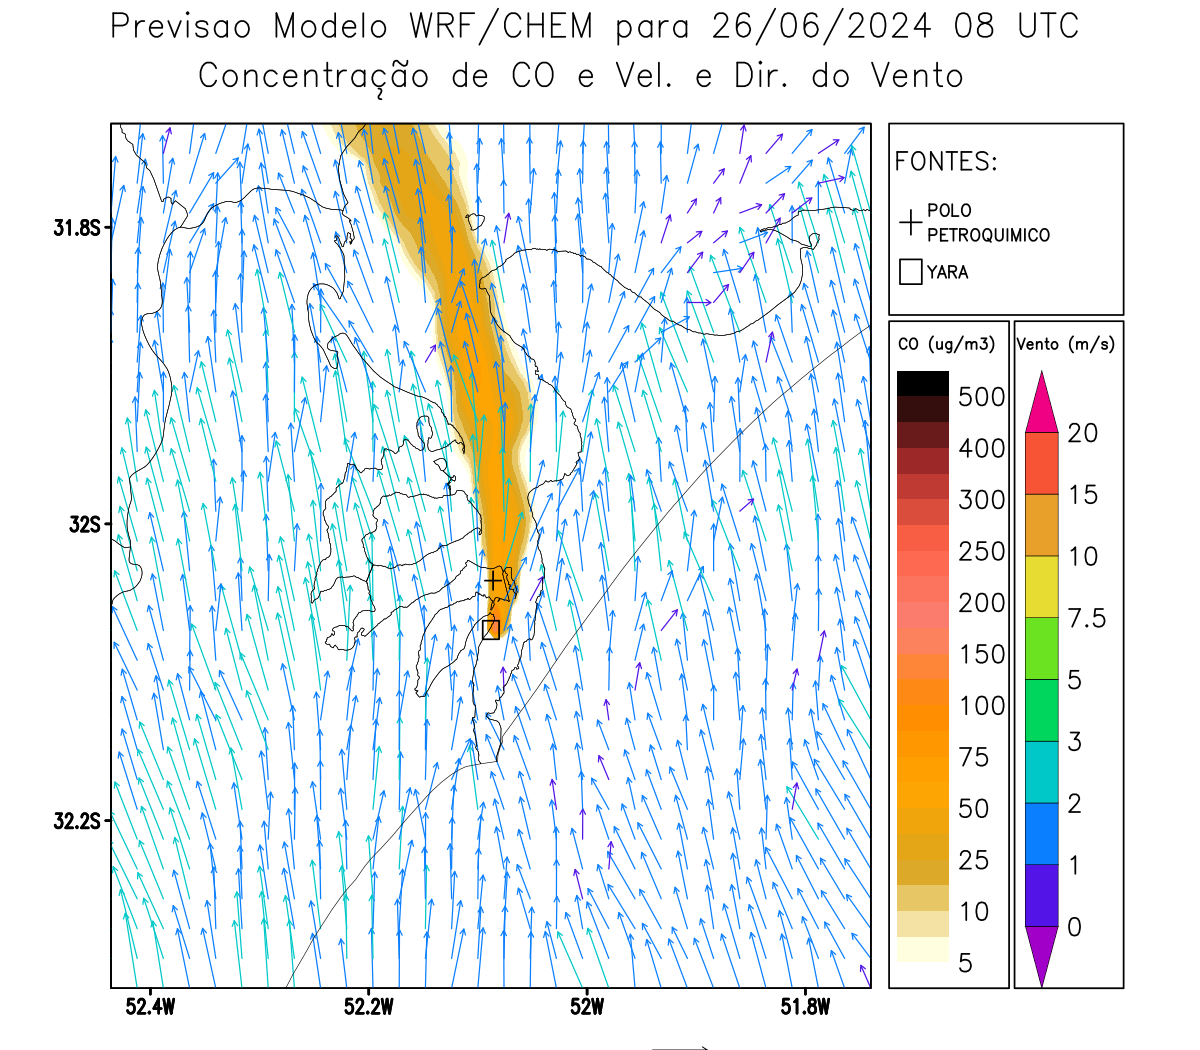 Previsao Modelo WRF/CHEM para 26/06/2024 08 UTC
Concentração de CO e Vel. e Dir. do Vento
FONTES:
POLO
PETROQUIMICO
YARA
CO (ug/m3)
500
400
300
250
200
150
100
75
50
25
10
5
Vento (m/s)
20
15
10
7.5
5
3
2
1
0
31.8S
32S
32.2S
52.4W
52.2W
52W
51.8W